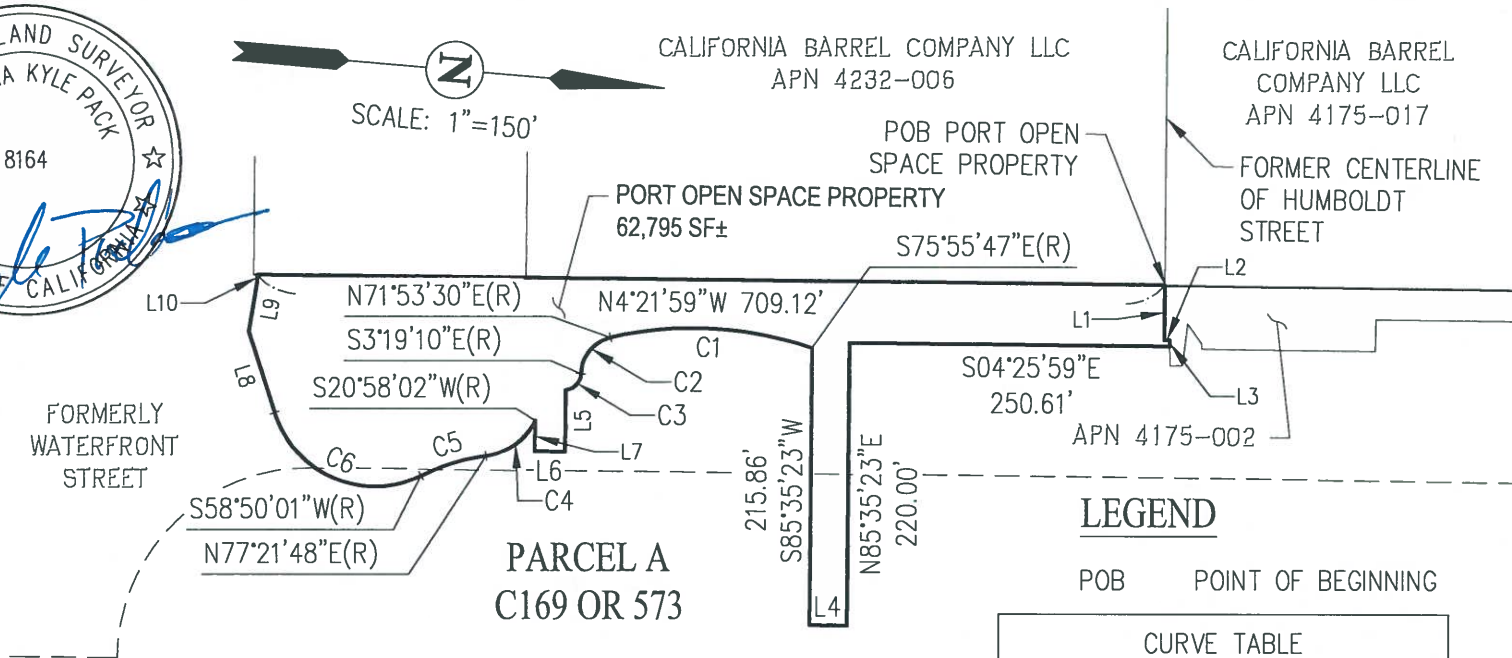 LAND SURVEYOR
KYLE PACK
8164
CALIFORNIA
N
SCALE: 1"=150'
CALIFORNIA BARREL COMPANY LLC
APN 4232-006
CALIFORNIA BARREL
COMPANY LLC
APN 4175-017
POB PORT OPEN
SPACE PROPERTY
FORMER CENTERLINE
OF HUMBOLDT
STREET
PORT OPEN SPACE PROPERTY
62,795 SF±
S75°55'47"E(R)
L10
L9
N71°53'30"E(R)
N4°21'59"W 709.12'
L1
L2
S3°19'10"E(R)
C1
C2
L8
S20°58'02"W(R)
C3
S04°25'59"E
250.61'
L3
FORMERLY
WATERFRONT
STREET
L5
L7
APN 4175-002
C5
C6
L6
C4
S58°50'01"W(R)
N77°21'48"E(R)
215.86'
S85°35'23"W
N85°35'23"E
220.00'
PARCEL A
C169 OR 573
L4
LEGEND
POB POINT OF BEGINNING
CURVE TABLE